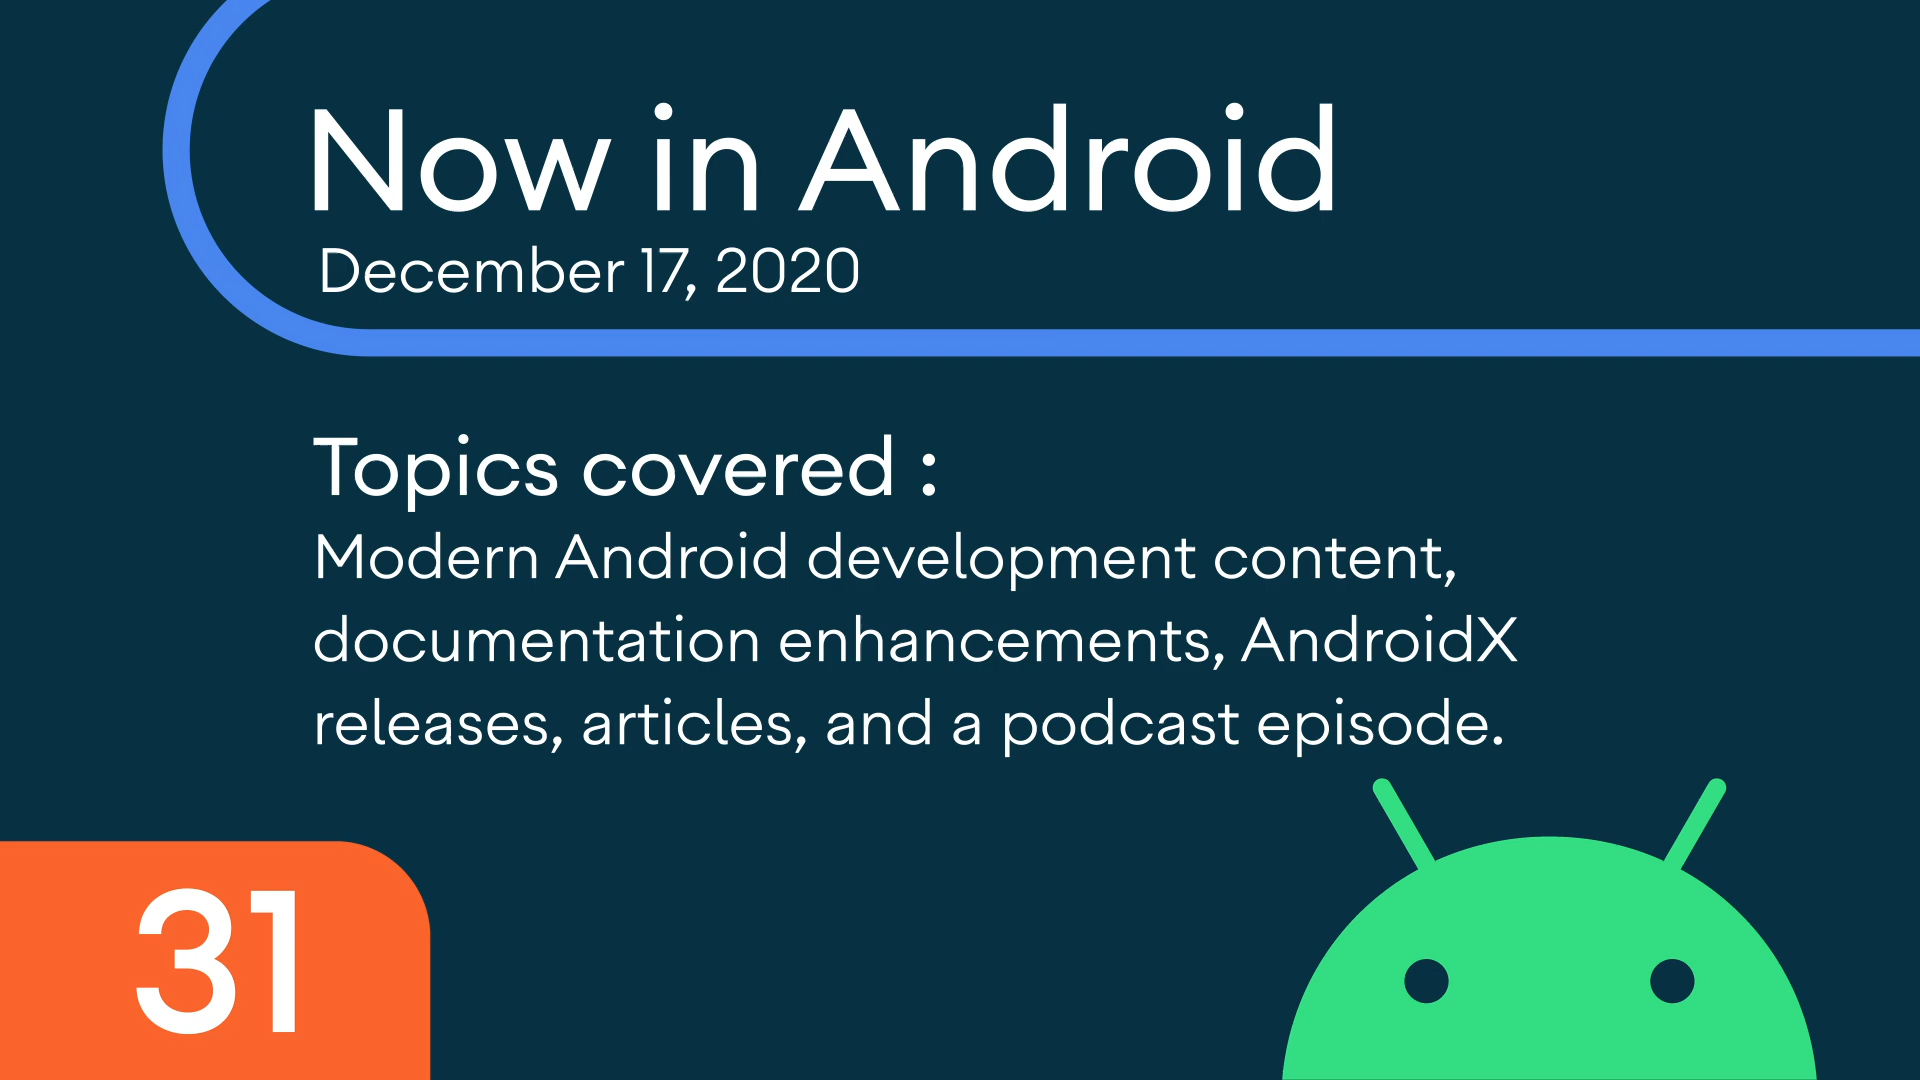 Now in Android
December 17, 2020
Topics covered :
Modern Android development content,
documentation enhancements, AndroidX
releases, articles, and a podcast episode.
31